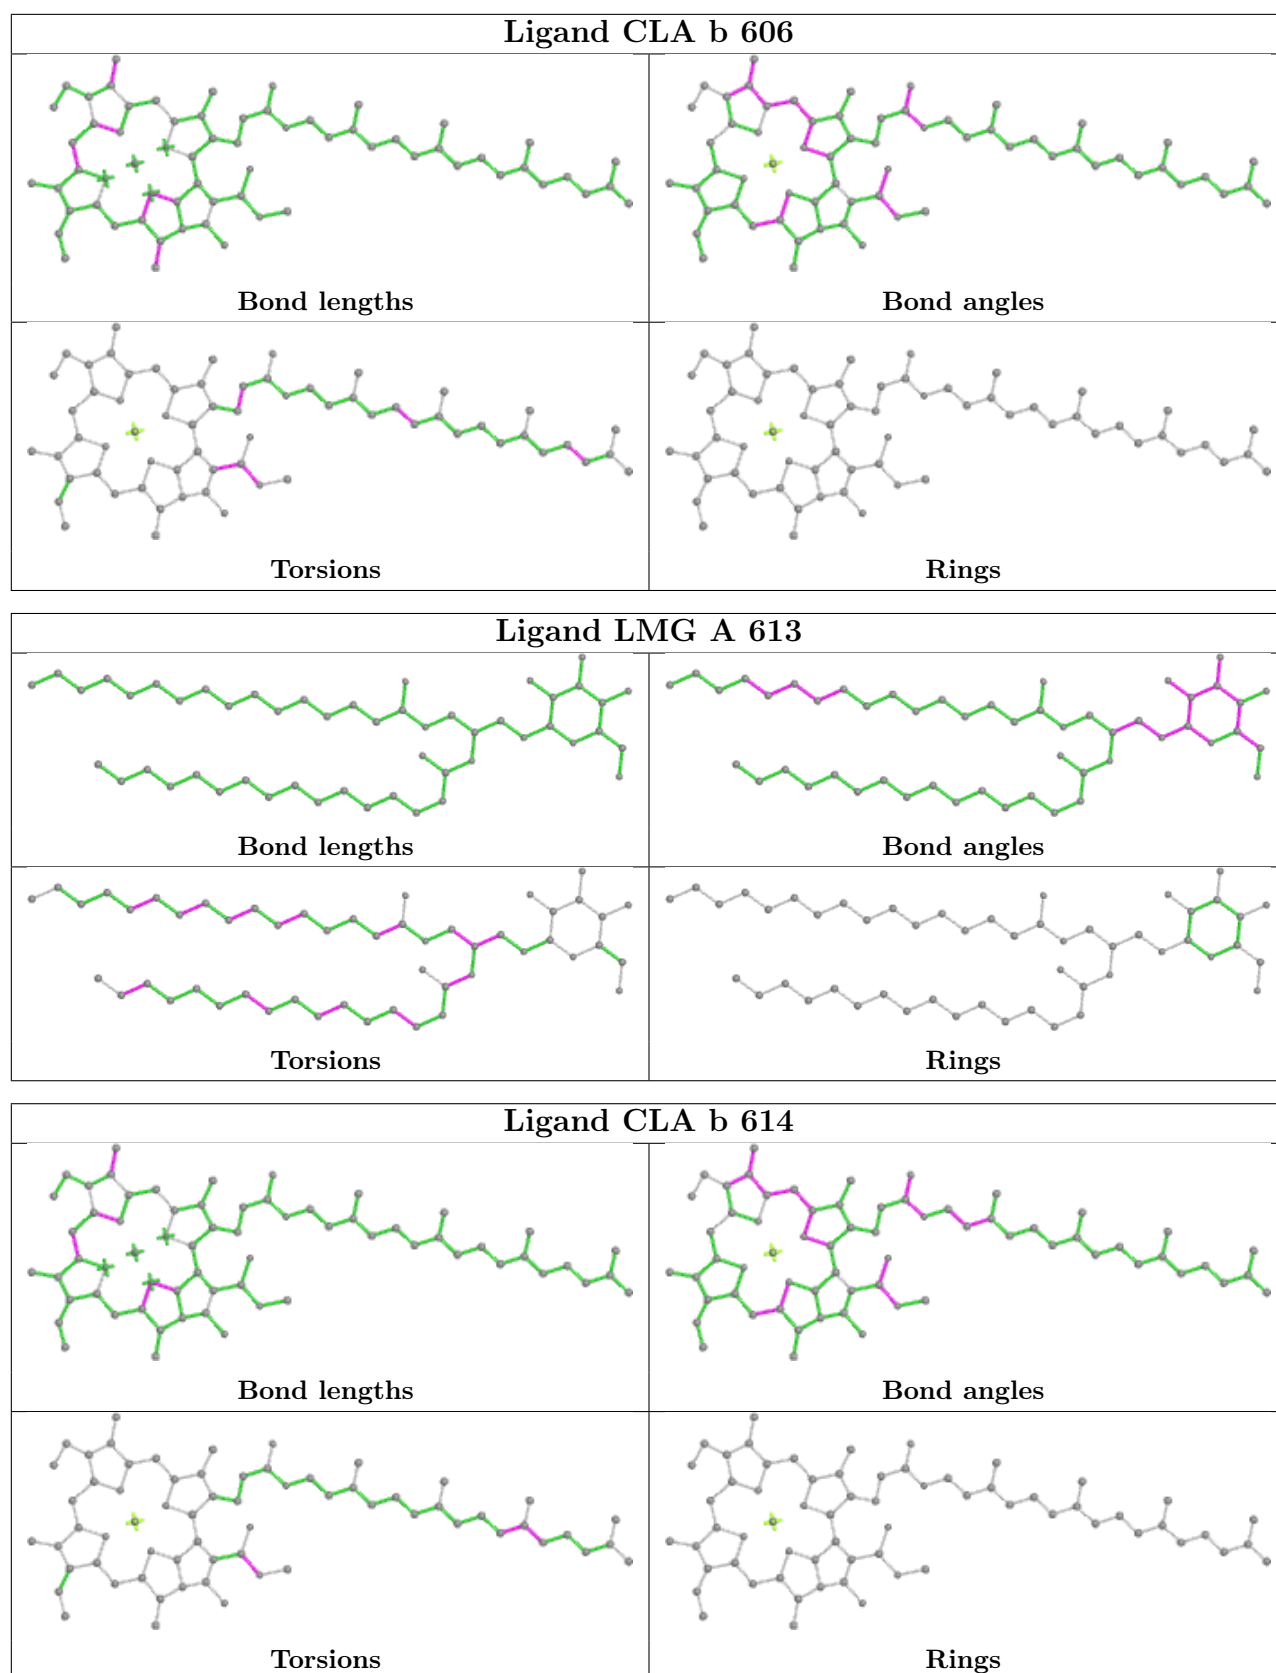 Ligand CLA b 606
Bond lengths
Bond angles
Torsions
Rings
Ligand LMG A 613
Bond lengths
Bond angles
Torsions
Rings
Ligand CLA b 614
Bond lengths
Bond angles
Torsions
Rings